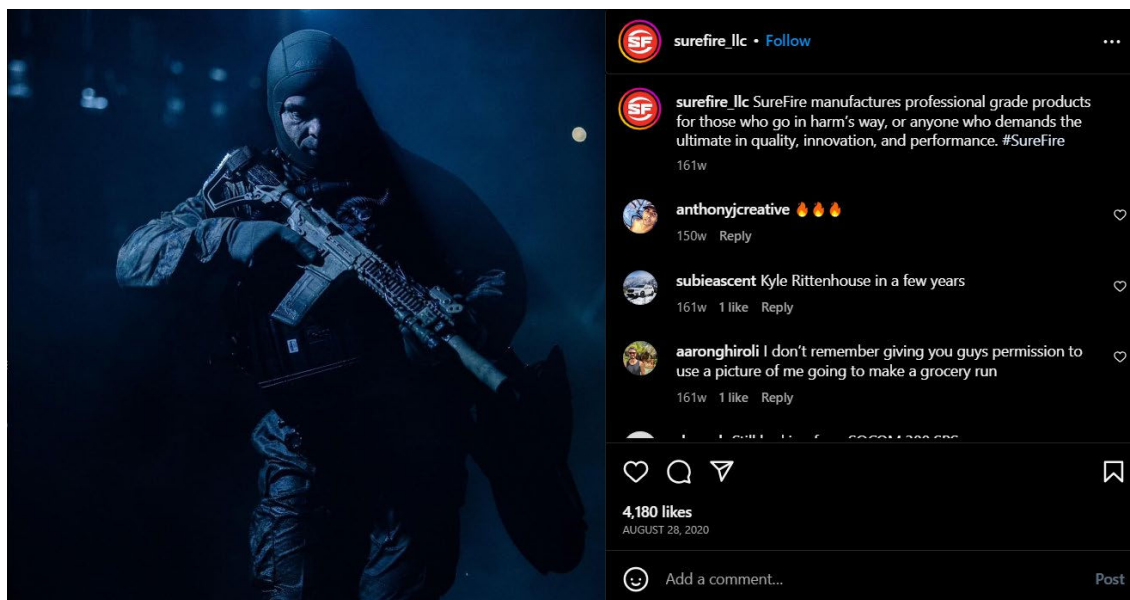 SF
surefire_llc • Follow
SF
surefire_llc SureFire manufactures professional grade products
for those who go in harm's way, or anyone who demands the
ultimate in quality, innovation, and performance. #SureFire
161w
anthonyjcreative 🔥🔥🔥
150w Reply
subieascent Kyle Rittenhouse in a few years
161w 1 like Reply
aaronghiroli I don't remember giving you guys permission to
use a picture of me going to make a grocery run
161w 1 like Reply
4,180 likes
AUGUST 28, 2020
Add a comment...
Post